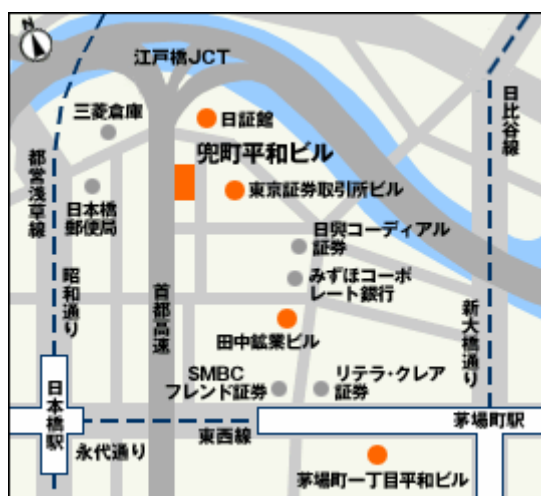 N
江戸橋JCT
三菱倉庫
日証館
日比谷線
兜町平和ビル
都営浅草線
東京証券取引所ビル
日本橋
郵便局
日興コーディアル
証券
昭和通り
みずほコーポ
レート銀行
首都高速
新大橋通り
田中鉱業ビル
SMBC
フレンド証券
リテラ・クレア
証券
日本橋駅
茅場町駅
東西線
永代通り
茅場町一丁目平和ビル